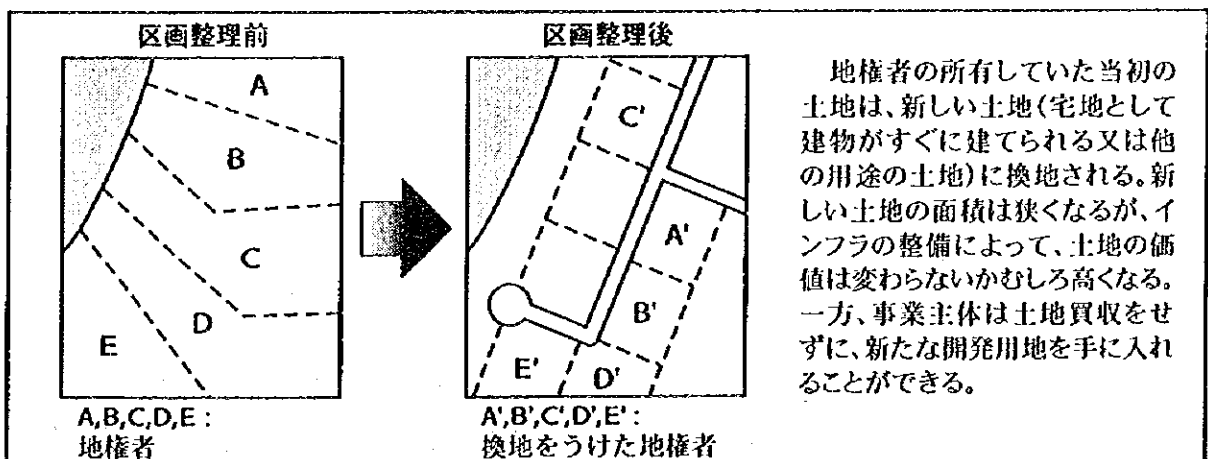 区画整理前
A
B
C
D
E
A,B,C,D,E :
地権者
区画整理後
C'
A'
B'
E'
D'
A',B',C',D',E' :
換地をうけた地権者
地権者の所有していた当初の
土地は、新しい土地(宅地として
建物がすぐに建てられる又は他
の用途の土地)に換地される。新
しい土地の面積は狭くなるが、イ
ンフラの整備によって、土地の価
値は変わらないかむしろ高くなる。
一方、事業主体は土地買収をせ
ずに、新たな開発用地を手に入れ
ることができる。